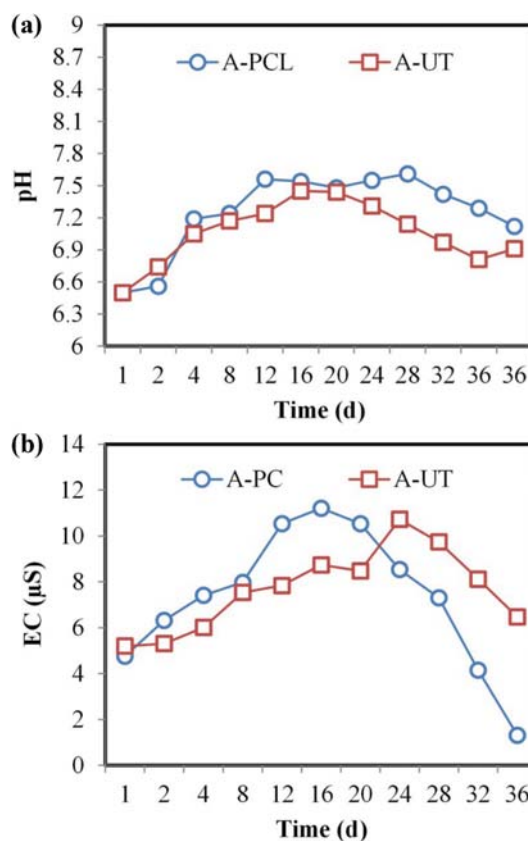 (a)
A-PCL
A-UT
pH
9
8.7
8.4
8.1
7.8
7.5
7.2
6.9
6.6
6.3
6
1 2 4 8 12 16 20 24 28 32 36 36
Time (d)
(b)
A-PC
A-UT
EC (µS)
14
12
10
8
6
4
2
0
1 2 4 8 12 16 20 24 28 32 36
Time (d)